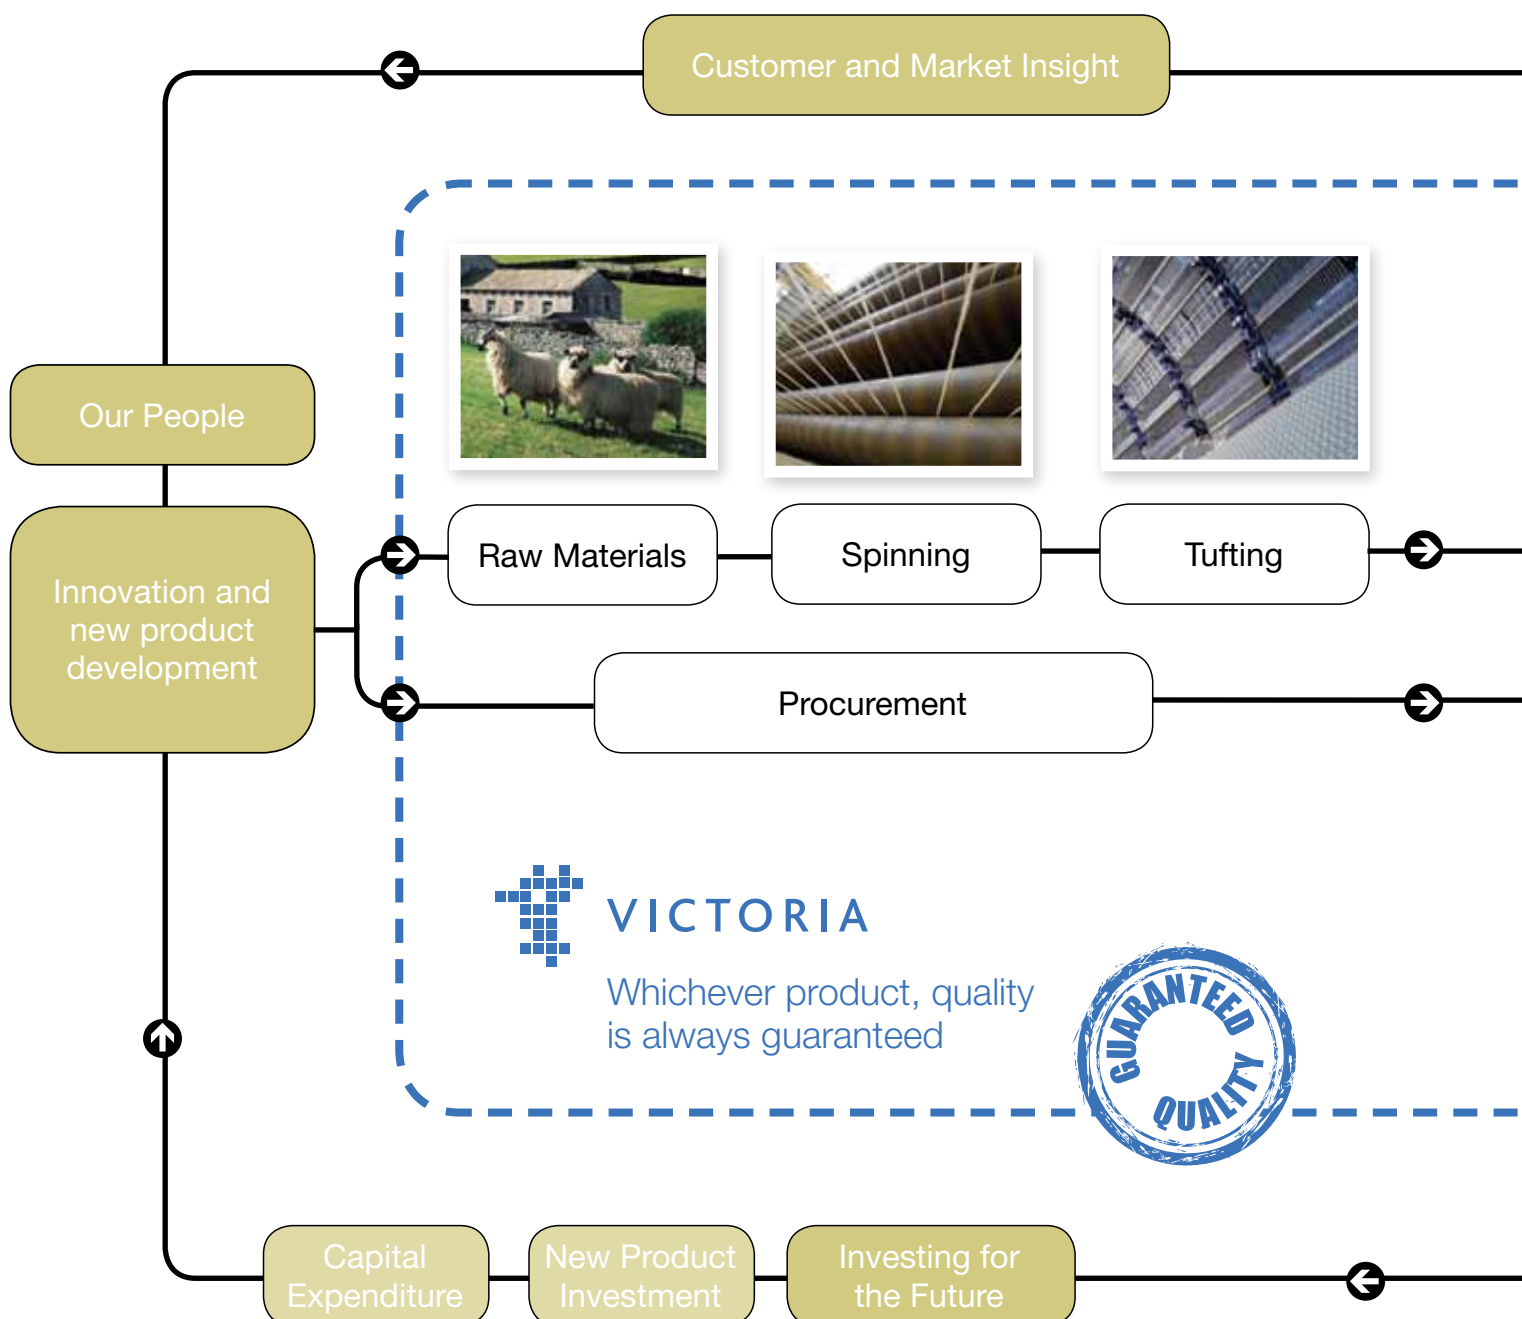 Customer and Market Insight
Our People
Innovation and
new product
development
Raw Materials
Spinning
Tufting
Procurement
VICTORIA
Whichever product, quality
is always guaranteed
GUARANTEED
QUALITY
Capital
Expenditure
New Product
Investment
Investing for
the Future